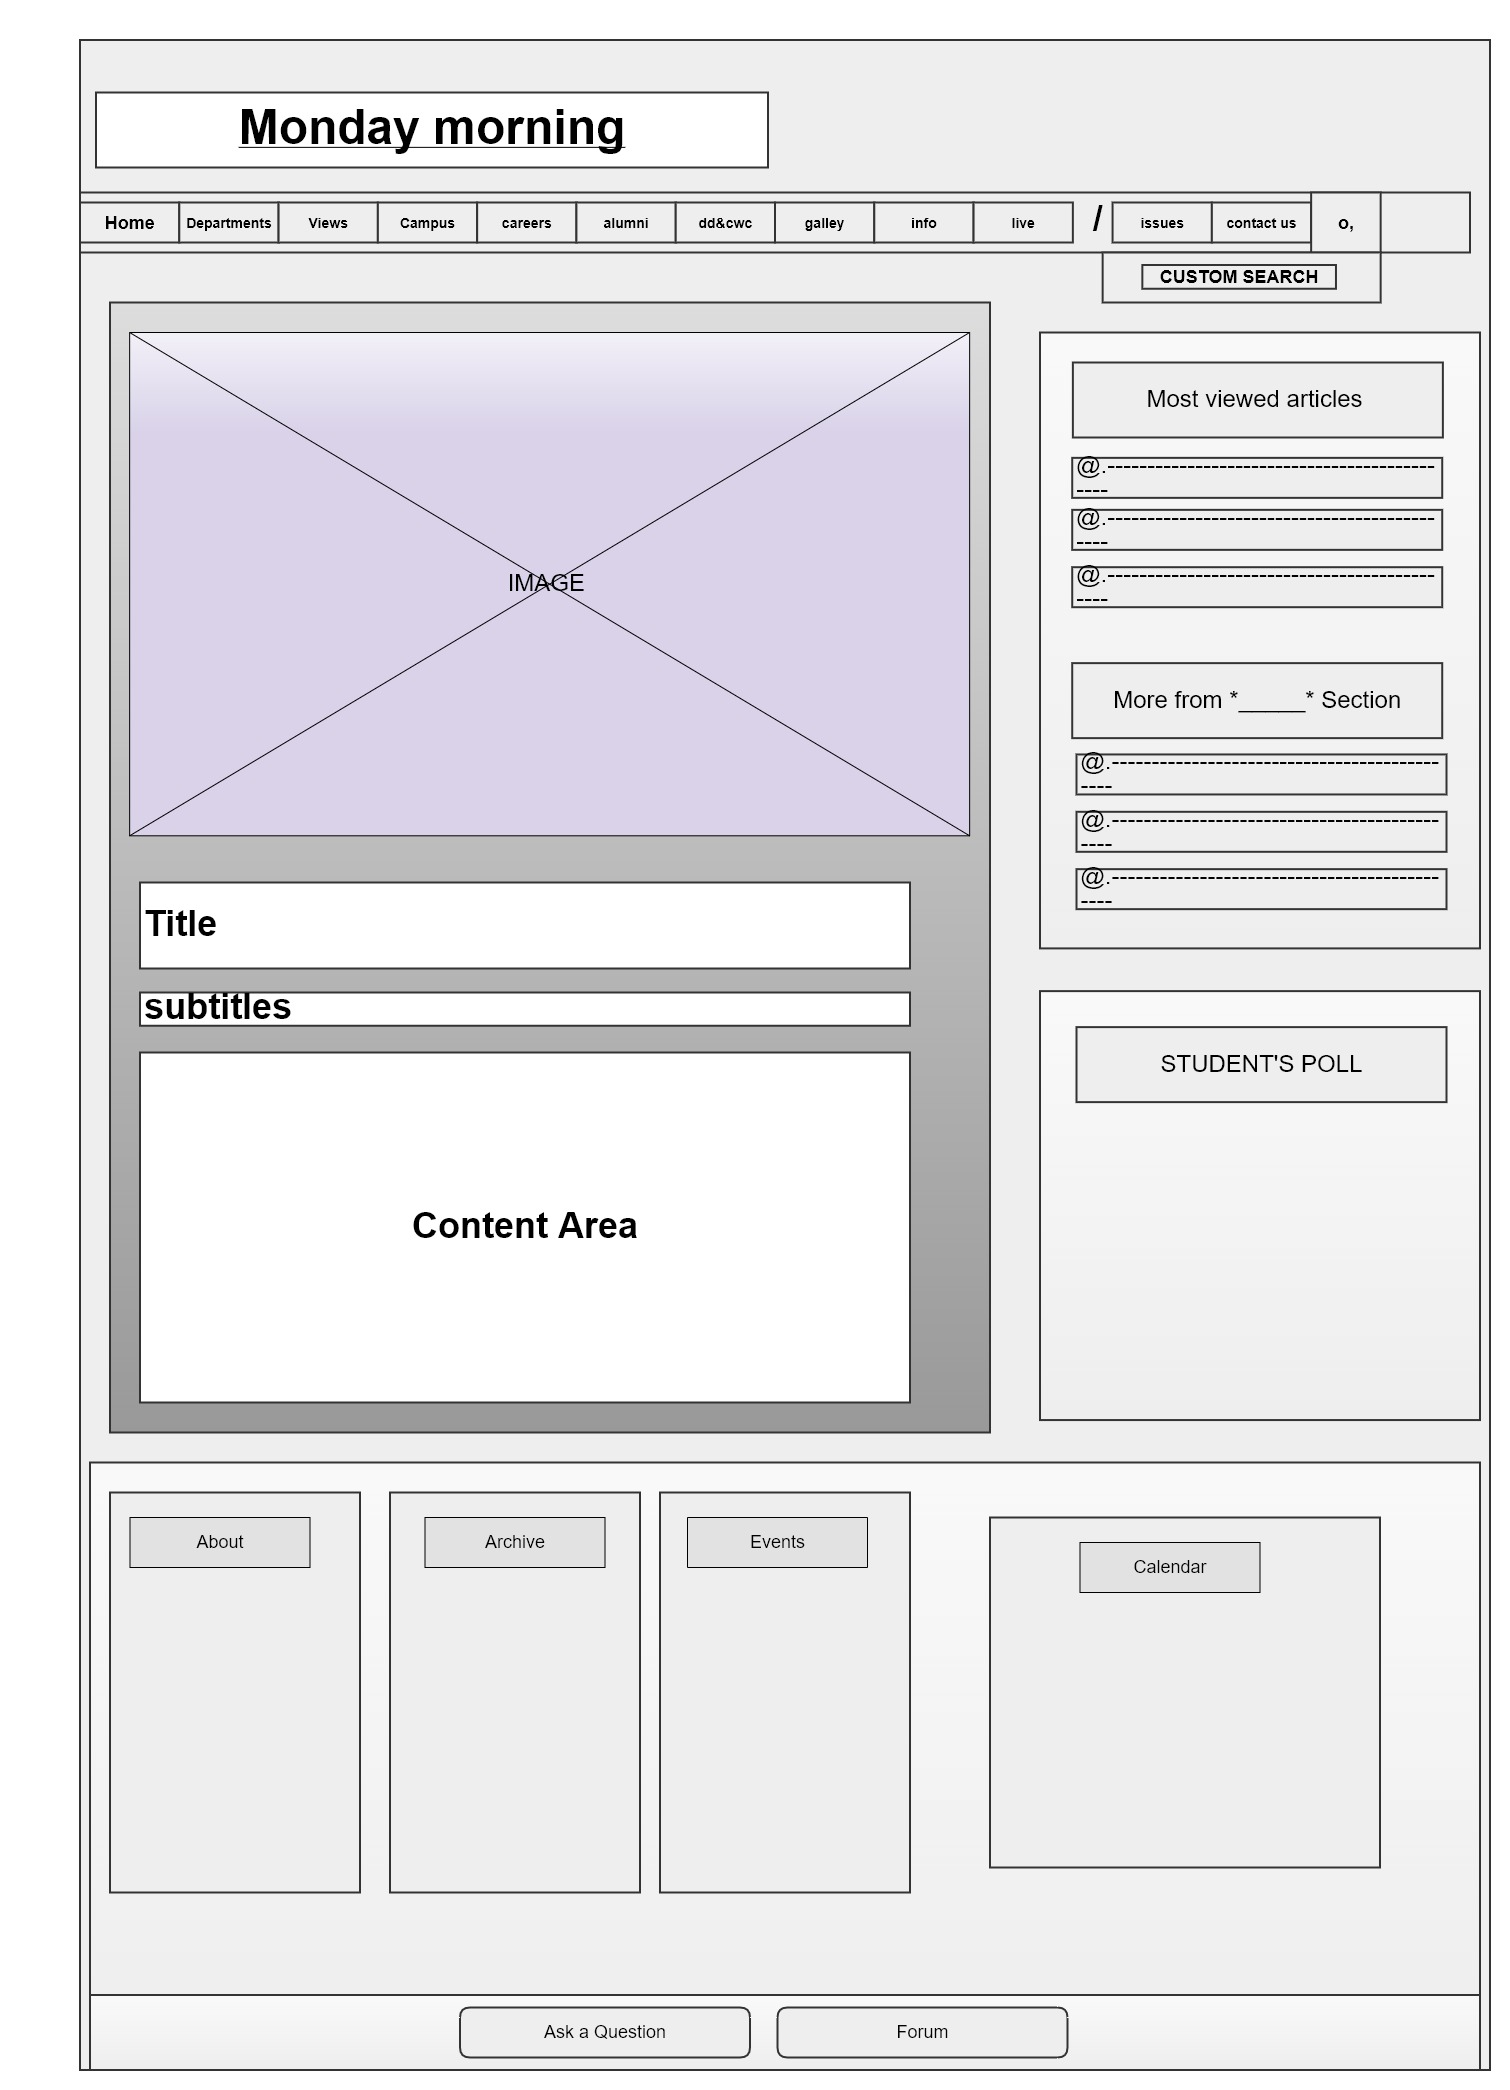 Monday morning
Home Departments Views Campus careers alumni dd&cwc galley info live / issues contact us o,
CUSTOM SEARCH
IMAGE
Title
subtitles
Content Area
Most viewed articles
@.-----------------------------------------
----
@.-----------------------------------------
----
@.-----------------------------------------
----
More from *_____* Section
@.-----------------------------------------
----
@.-----------------------------------------
----
@.-----------------------------------------
----
STUDENT'S POLL
About
Archive
Events
Calendar
Ask a Question
Forum